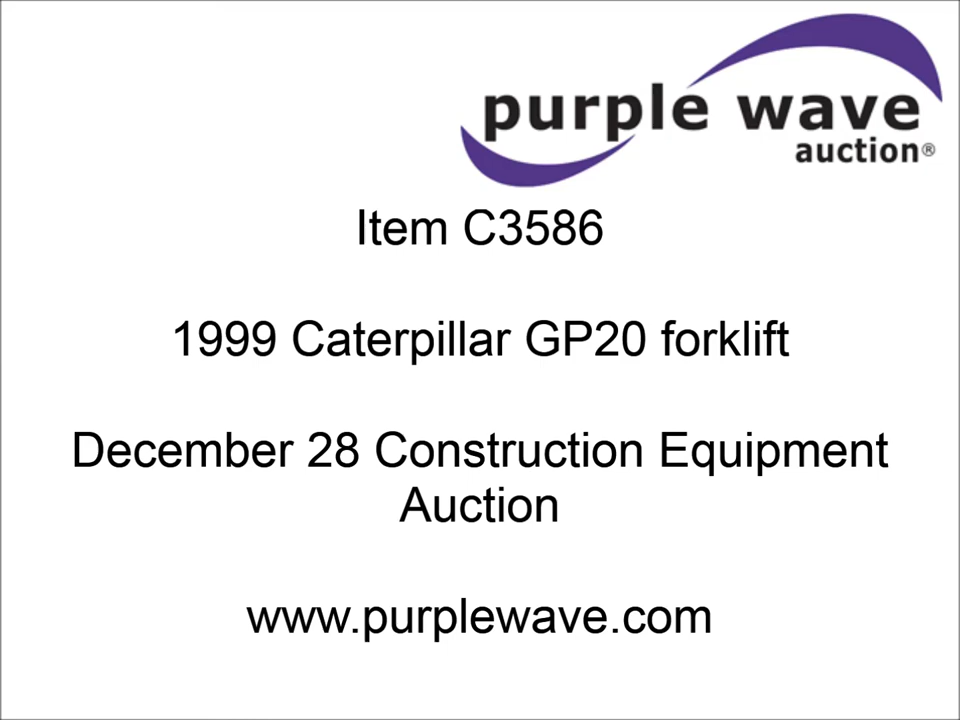 purple wave
auction®
Item C3586
1999 Caterpillar GP20 forklift
December 28 Construction Equipment
Auction
www.purplewave.com